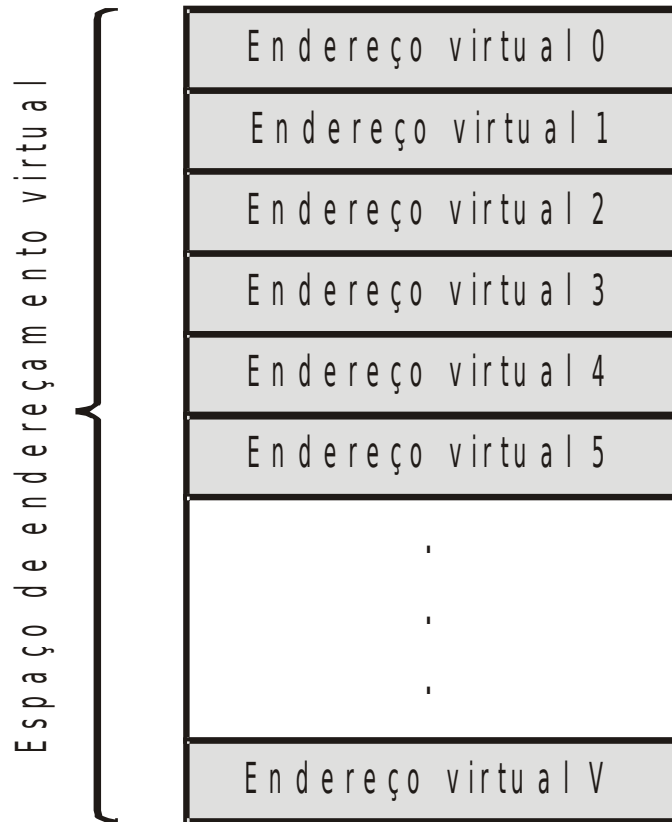 Espaço de endereçamento virtual
Endereço virtual 0
Endereço virtual 1
Endereço virtual 2
Endereço virtual 3
Endereço virtual 4
Endereço virtual 5
.
.
.
Endereço virtual V